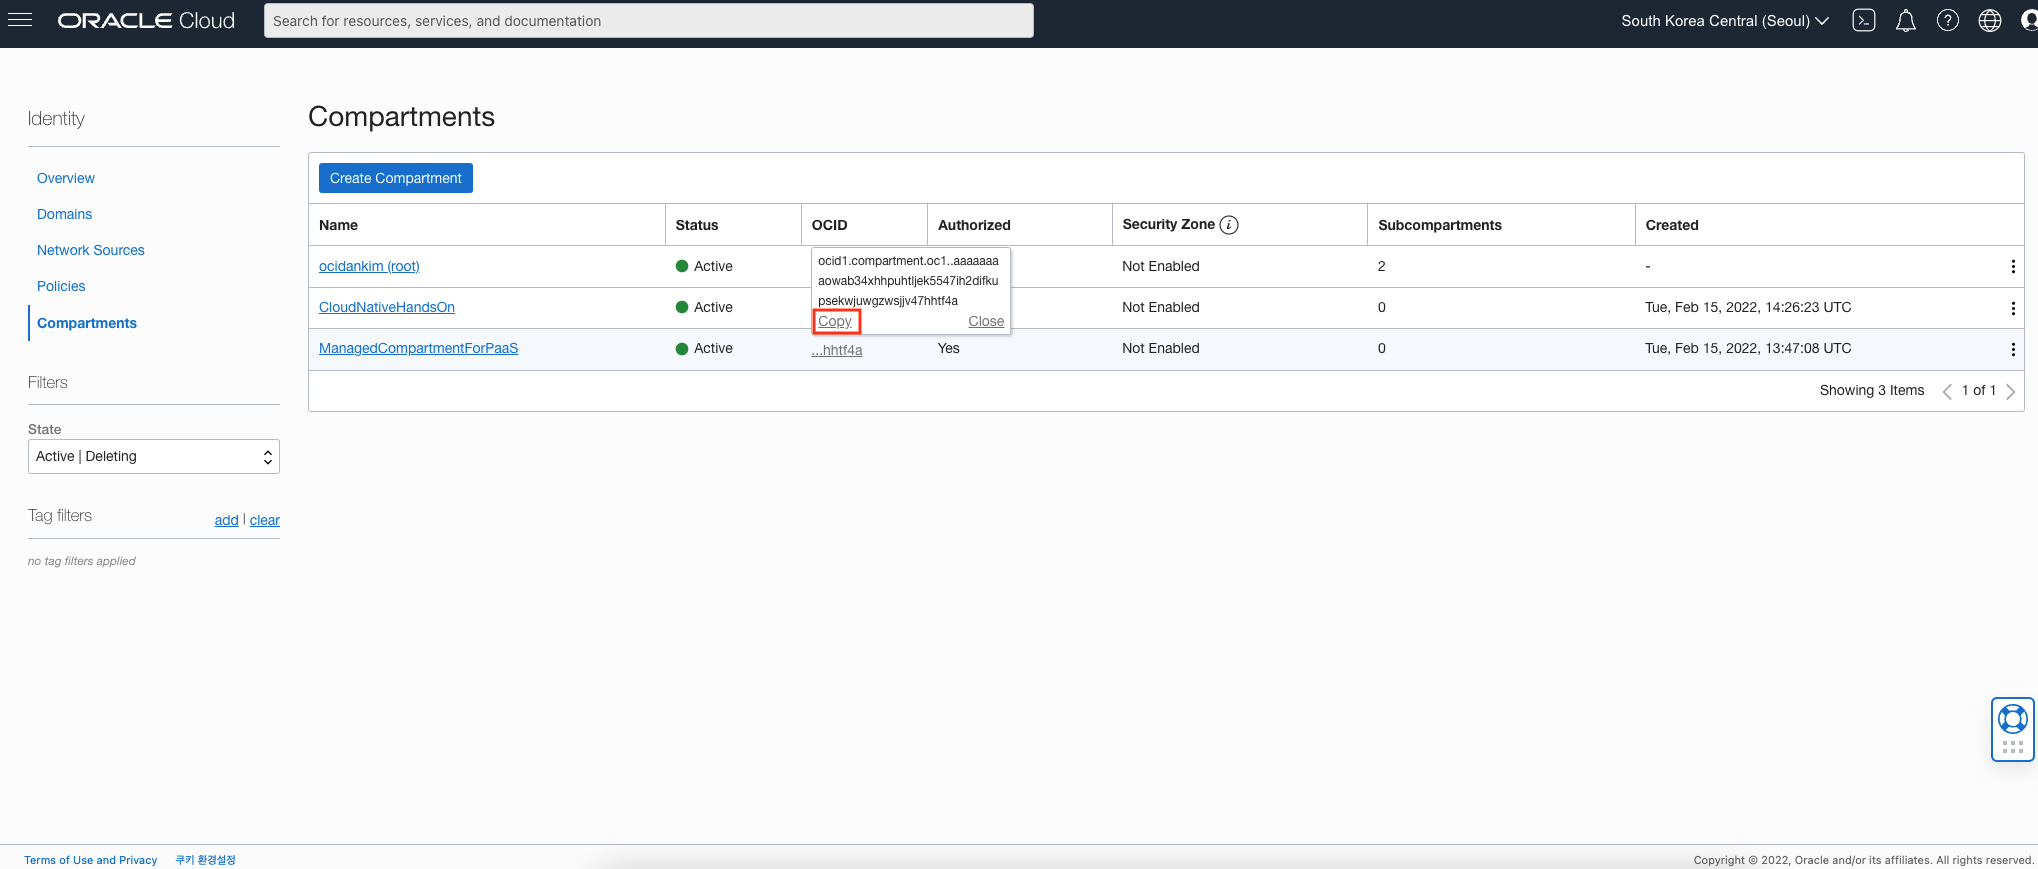 ORACLE Cloud
Search for resources, services, and documentation
South Korea Central (Seoul)
Identity
Overview
Domains
Network Sources
Policies
Compartments
Filters
State
Active | Deleting
Tag filters
add | clear
no tag filters applied
Compartments
Create Compartment
Name Status OCID Authorized Security Zone i Subcompartments Created
ocidankim (root) Active Not Enabled 2 -
CloudNativeHandsOn Active Not Enabled 0 Tue, Feb 15, 2022, 14:26:23 UTC
ocid1.compartment.oc1..aaaaaaa
aowab34xhhpuhtljek5547ih2difku
psekwjuwgzwsjjv47hhtf4a
Copy Close
ManagedCompartmentForPaaS Active ...hhtf4a Yes Not Enabled 0 Tue, Feb 15, 2022, 13:47:08 UTC
Showing 3 Items < 1 of 1 >
Terms of Use and Privacy 쿠키 환경설정
Copyright © 2022, Oracle and/or its affiliates. All rights reserved.